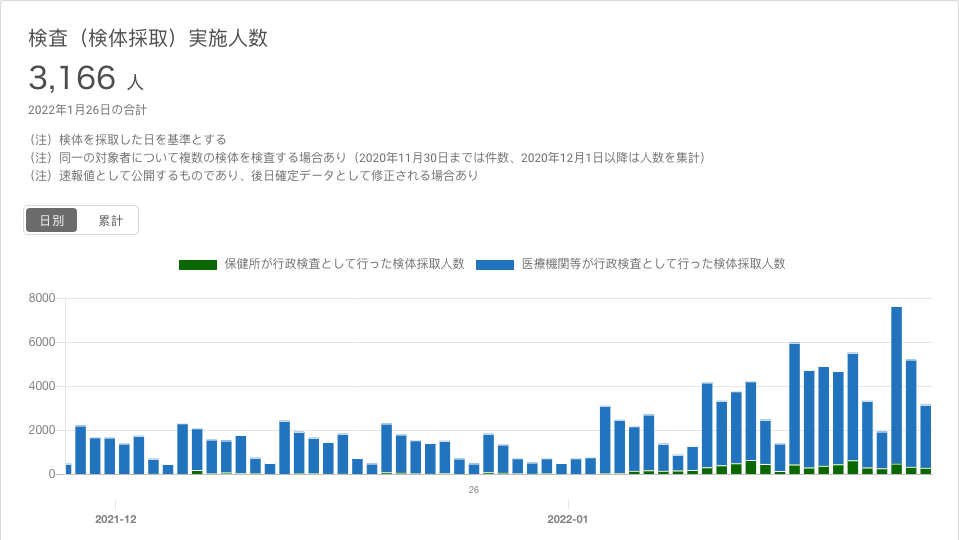 検査（検体採取）実施人数
3,166 人
2022年1月26日の合計
（注）検体を採取した日を基準とする
（注）同一の対象者について複数の検体を検査する場合あり（2020年11月30日までは件数、2020年12月1日以降は人数を集計）
（注）速報値として公開するものであり、後日確定データとして修正される場合あり
日別 累計
保健所が行政検査として行った検体採取人数 医療機関等が行政検査として行った検体採取人数
8000
6000
4000
2000
0
26
2021-12 2022-01